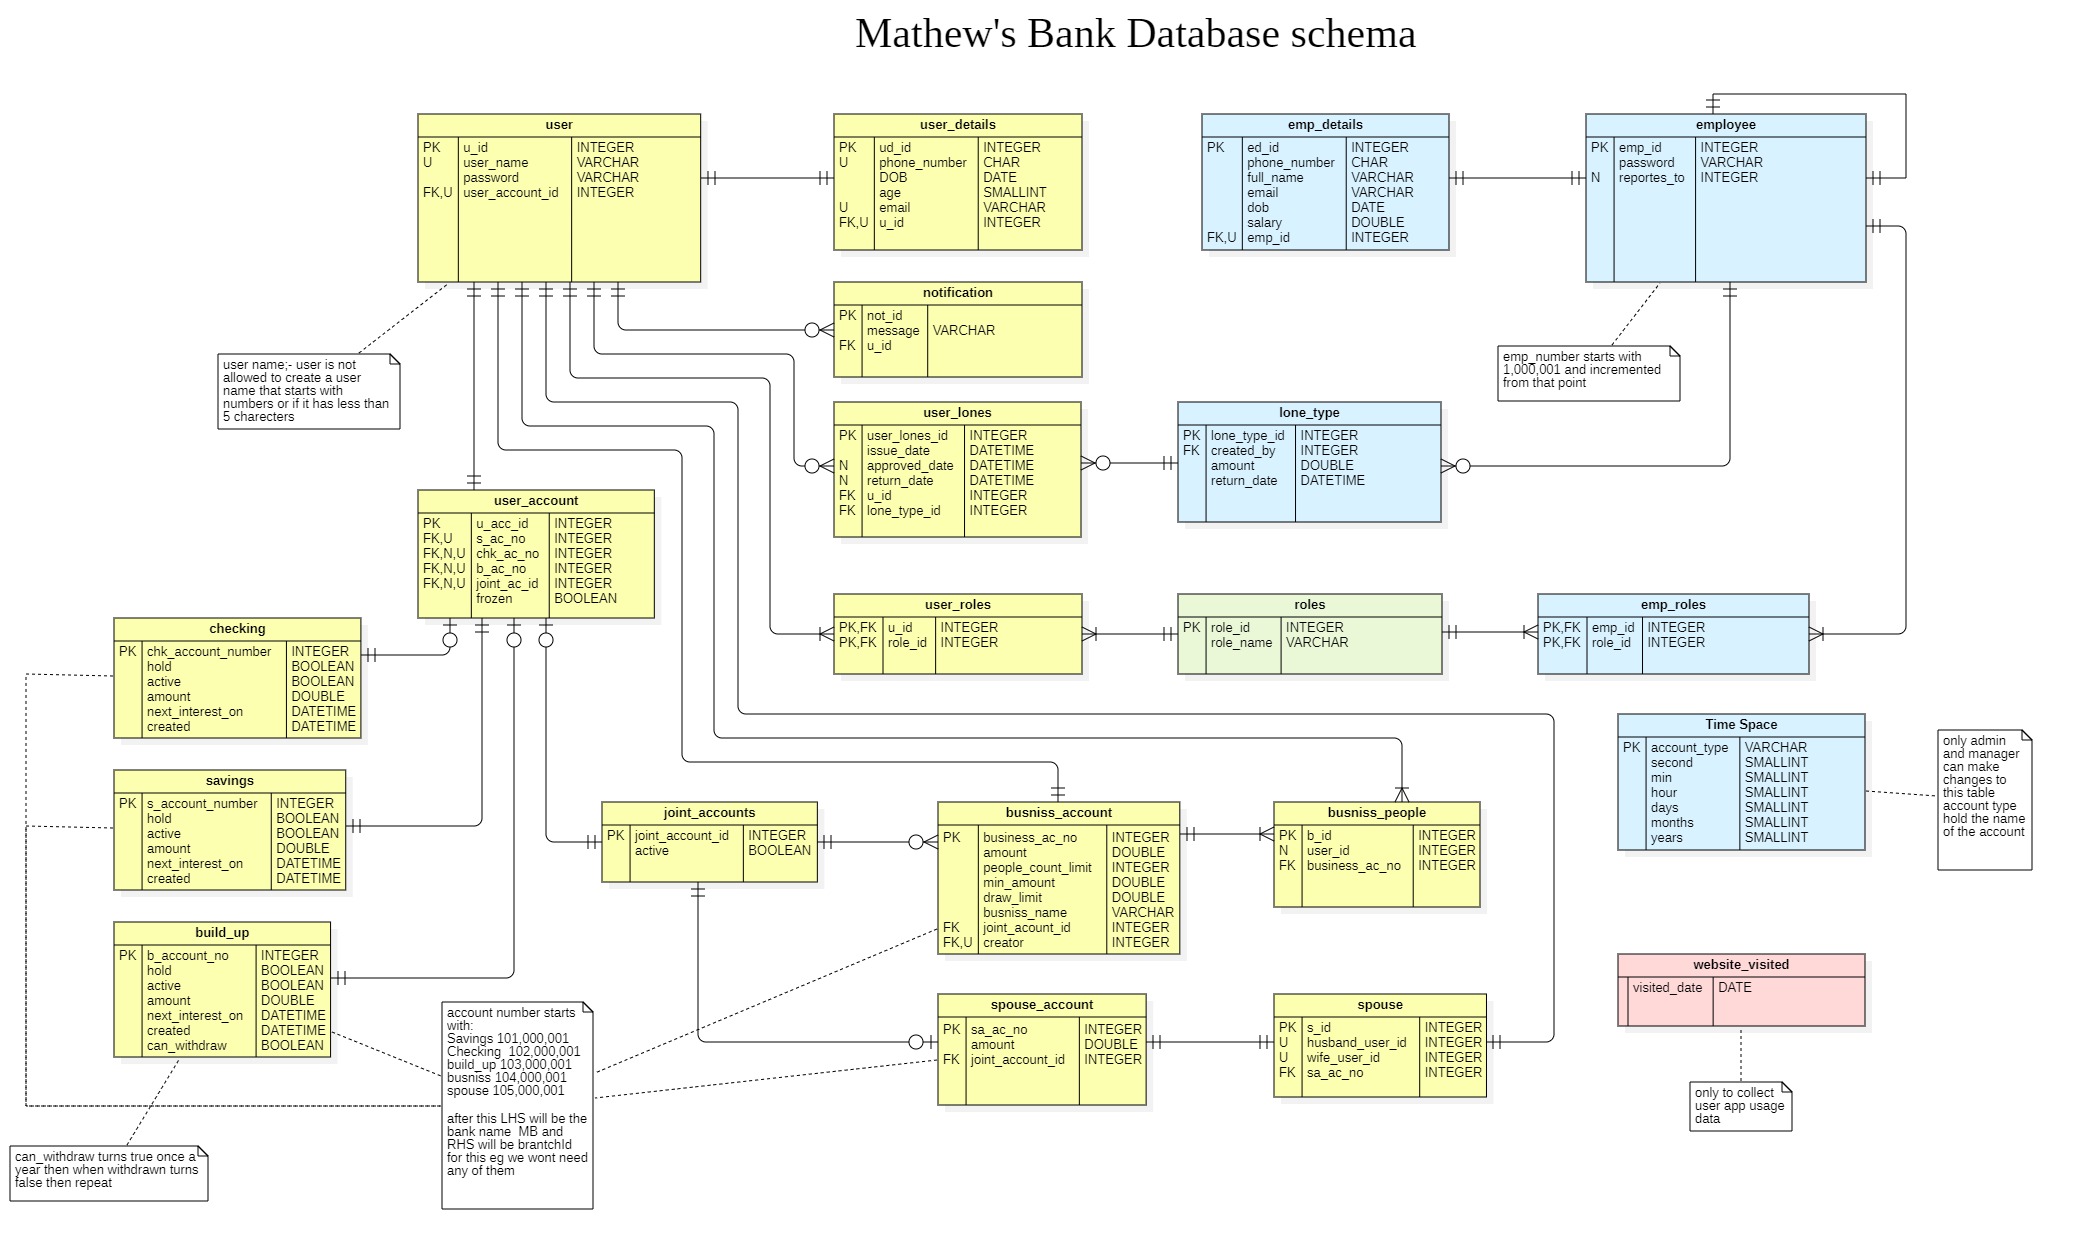 Mathew's Bank Database schema
user
PK u_id INTEGER
U user_name VARCHAR
password VARCHAR
FK,U user_account_id INTEGER
user_details
PK ud_id INTEGER
U phone_number CHAR
DOB DATE
age SMALLINT
U email VARCHAR
FK,U u_id INTEGER
emp_details
PK ed_id INTEGER
phone_number CHAR
full_name VARCHAR
email VARCHAR
dob DATE
salary DOUBLE
FK,U emp_id INTEGER
employee
PK emp_id INTEGER
password VARCHAR
N reportes_to INTEGER
notification
PK not_id
message VARCHAR
FK u_id
user name;- user is not
allowed to create a user
name that starts with
numbers or if it has less than
5 charecters
emp_number starts with
1,000,001 and incremented
from that point
user_lones
PK user_lones_id INTEGER
issue_date DATETIME
N approved_date DATETIME
N return_date DATETIME
FK u_id INTEGER
FK lone_type_id INTEGER
lone_type
PK lone_type_id INTEGER
FK created_by INTEGER
amount DOUBLE
return_date DATETIME
user_account
PK u_acc_id INTEGER
FK,U s_ac_no INTEGER
FK,N,U chk_ac_no INTEGER
FK,N,U b_ac_no INTEGER
FK,N,U joint_ac_id INTEGER
frozen BOOLEAN
user_roles
PK,FK u_id INTEGER
PK,FK role_id INTEGER
roles
PK role_id INTEGER
role_name VARCHAR
emp_roles
PK,FK emp_id INTEGER
PK,FK role_id INTEGER
checking
PK chk_account_number INTEGER
hold BOOLEAN
active BOOLEAN
amount DOUBLE
next_interest_on DATETIME
created DATETIME
Time Space
PK account_type VARCHAR
second SMALLINT
min SMALLINT
hour SMALLINT
days SMALLINT
months SMALLINT
years SMALLINT
only admin
and manager
can make
changes to
this table
account type
hold the name
of the account
savings
PK s_account_number INTEGER
hold BOOLEAN
active BOOLEAN
amount DOUBLE
next_interest_on DATETIME
created DATETIME
joint_accounts
PK joint_account_id INTEGER
active BOOLEAN
busniss_account
PK business_ac_no INTEGER
amount DOUBLE
people_count_limit INTEGER
min_amount DOUBLE
draw_limit DOUBLE
busniss_name VARCHAR
FK joint_acount_id INTEGER
FK,U creator INTEGER
busniss_people
PK b_id INTEGER
N user_id INTEGER
FK business_ac_no INTEGER
build_up
PK b_account_no INTEGER
hold BOOLEAN
active BOOLEAN
amount DOUBLE
next_interest_on DATETIME
created DATETIME
can_withdraw BOOLEAN
website_visited
visited_date DATE
account number starts
with:
Savings 101,000,001
Checking 102,000,001
build_up 103,000,001
busniss 104,000,001
spouse 105,000,001
after this LHS will be the
bank name MB and
RHS will be brantchId
for this eg we wont need
any of them
spouse_account
PK sa_ac_no INTEGER
amount DOUBLE
FK joint_account_id INTEGER
spouse
PK s_id INTEGER
U husband_user_id INTEGER
U wife_user_id INTEGER
FK sa_ac_no INTEGER
only to collect
user app usage
data
can_withdraw turns true once a
year then when withdrawn turns
false then repeat